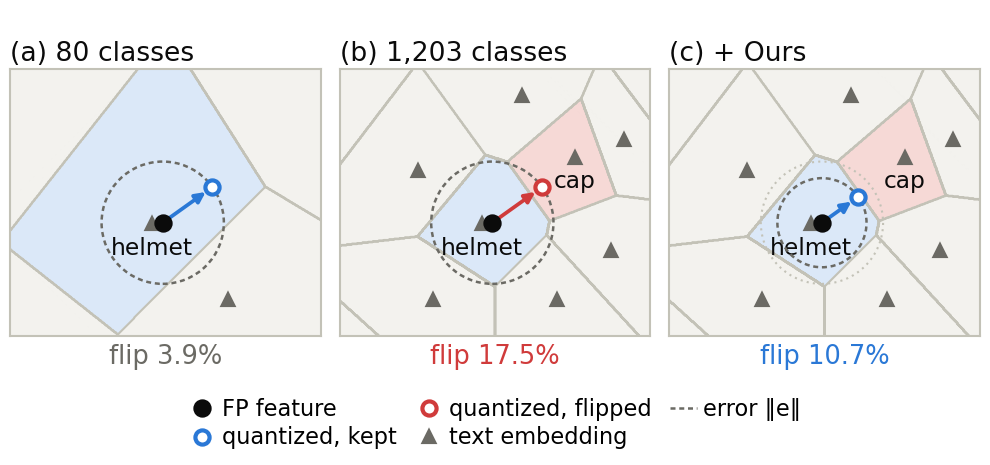 (a) 80 classes
(b) 1,203 classes
(c) + Ours
helmet
cap
helmet
cap
helmet
flip 3.9%
flip 17.5%
flip 10.7%
FP feature
quantized, flipped
error ‖e‖
quantized, kept
text embedding